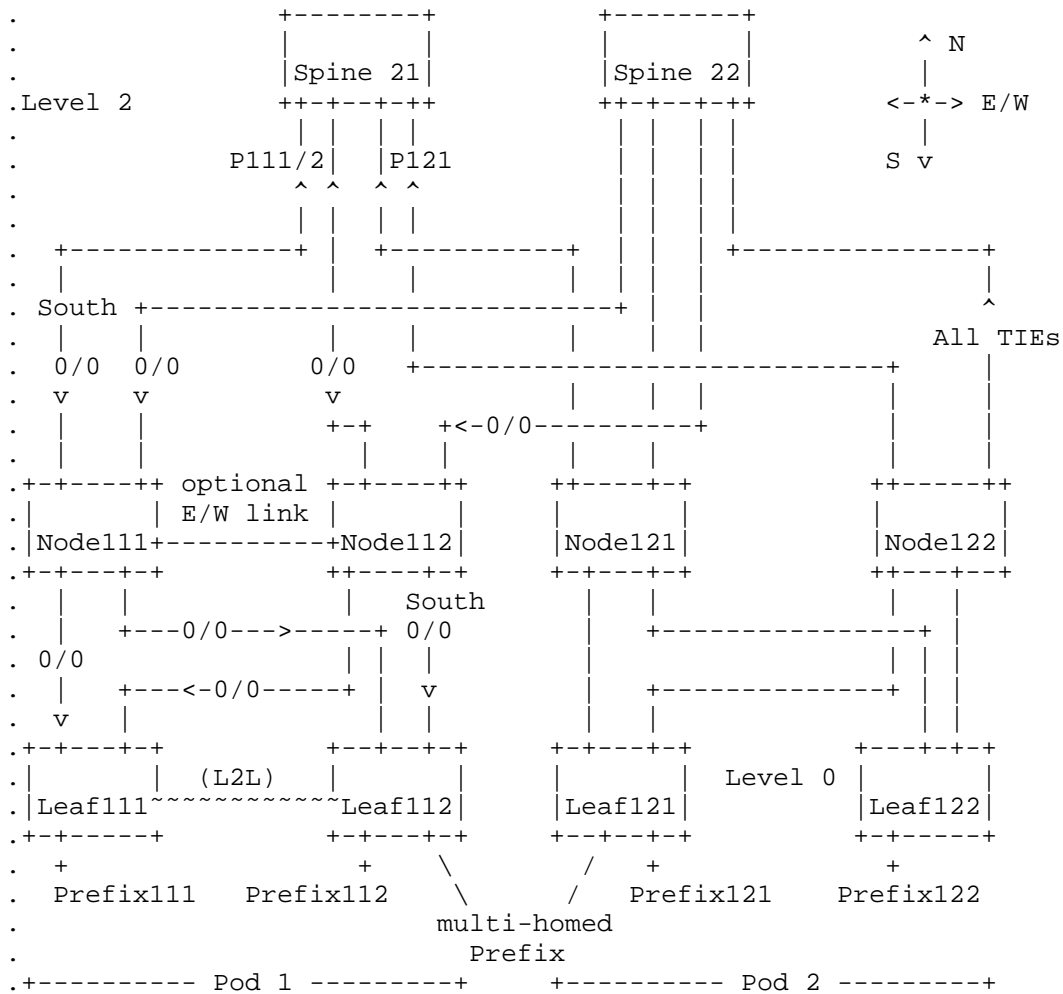 ^ N
Spine 21 Spine 22
Level 2 <-*-> E/W
P111/2 P121 S v
^ ^ ^ ^
South ^
All TIEs
0/0 0/0 0/0
v v v
<-0/0
optional
E/W link
Node111 Node112 Node121 Node122
South
0/0 > 0/0
0/0
<-0/0 v
v
(L2L) Level 0
Leaf111~~~~~~~~~~~~Leaf112 Leaf121 Leaf122
Prefix111 Prefix112 Prefix121 Prefix122
multi-homed
Prefix
Pod 1 Pod 2